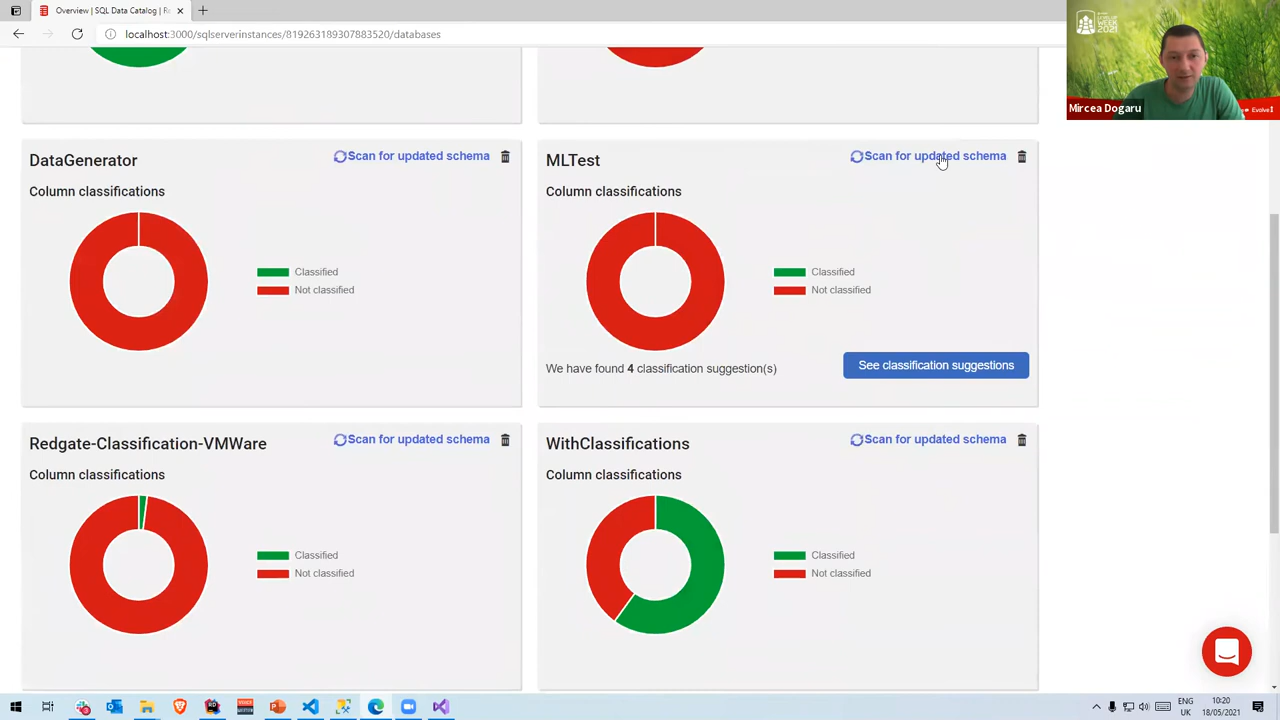 Overview | SQL Data Catalog | R
localhost:3000/sqlserverinstances/819263189307883520/databases
WEEK
2021
Mircea Dogaru
Evolve
DataGenerator
Scan for updated schema
Column classifications
Classified
Not classified
MLTest
Scan for updated schema
Column classifications
Classified
Not classified
We have found 4 classification suggestion(s)
See classification suggestions
Redgate-Classification-VMWare
Scan for updated schema
Column classifications
Classified
Not classified
WithClassifications
Scan for updated schema
Column classifications
Classified
Not classified
ENG
UK
10:20
18/05/2021